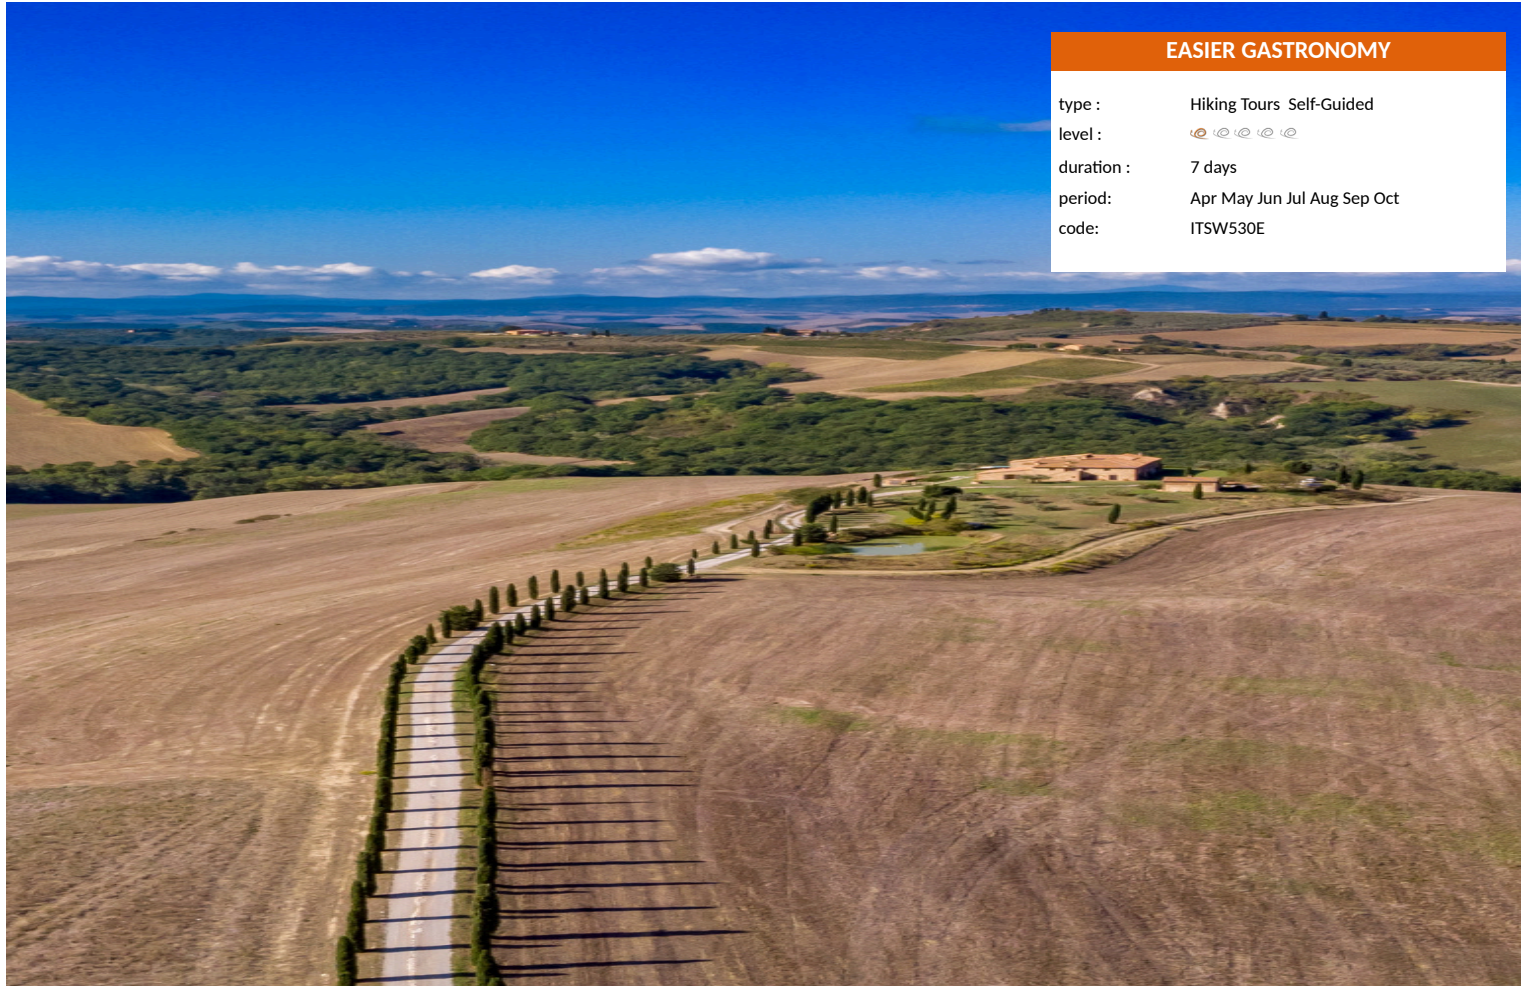 EASIER GASTRONOMY
type : Hiking Tours Self-Guided
level :
duration : 7 days
period: Apr May Jun Jul Aug Sep Oct
code: ITSW530E